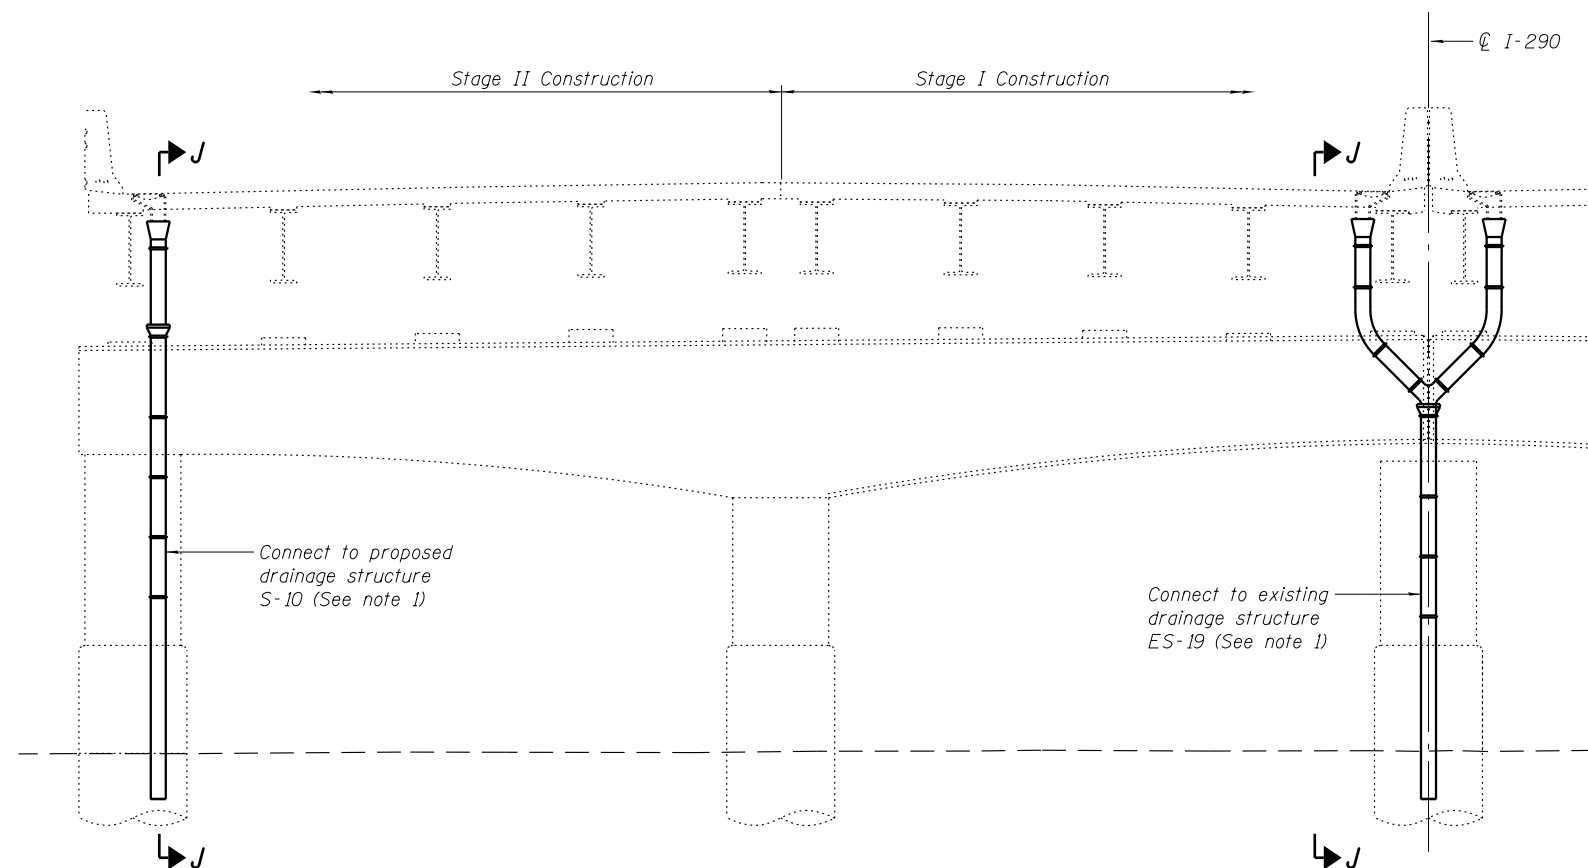 ℄ I-290
Stage II Construction
Stage I Construction
J
J
Connect to proposed
drainage structure
S-10 (See note 1)
Connect to existing
drainage structure
ES-19 (See note 1)
J
J